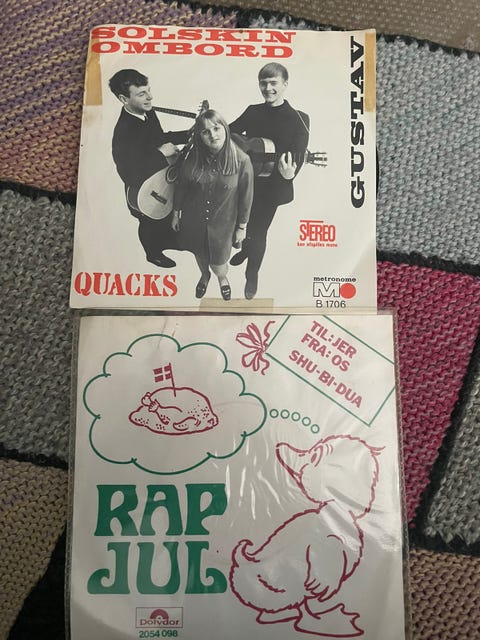 SOLSKIN
OMBORD
GUSTAV
STEREO
kan afspilles mono
QUACKS
metronome
M
B 1706
TIL: JER
FRA: OS
SHU-BI-DUA
RAP
JUL
Polydor
2054 098